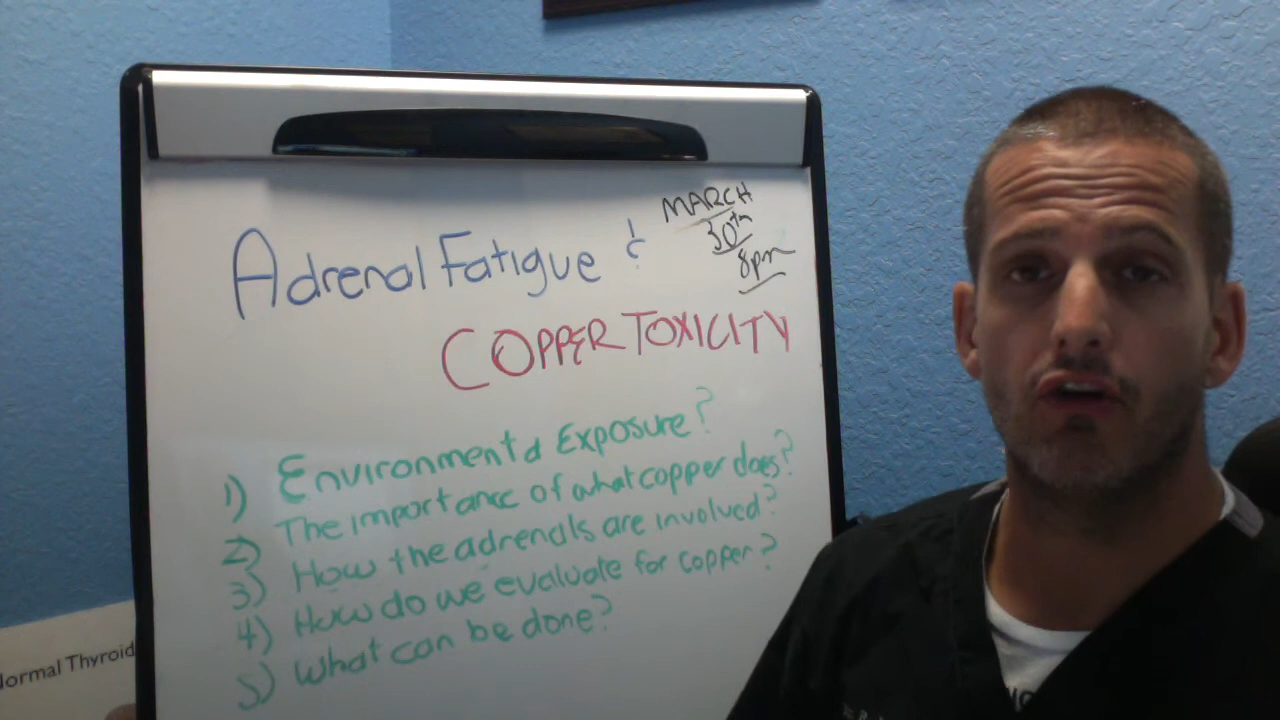 Adrenal Fatigue &
MARCH
30th
8pm
COPPER TOXICITY
1) Environmental Exposure?
2) The importance of what copper does?
3) How the adrenals are involved?
4) How do we evaluate for copper?
5) What can be done?
Normal Thyroid